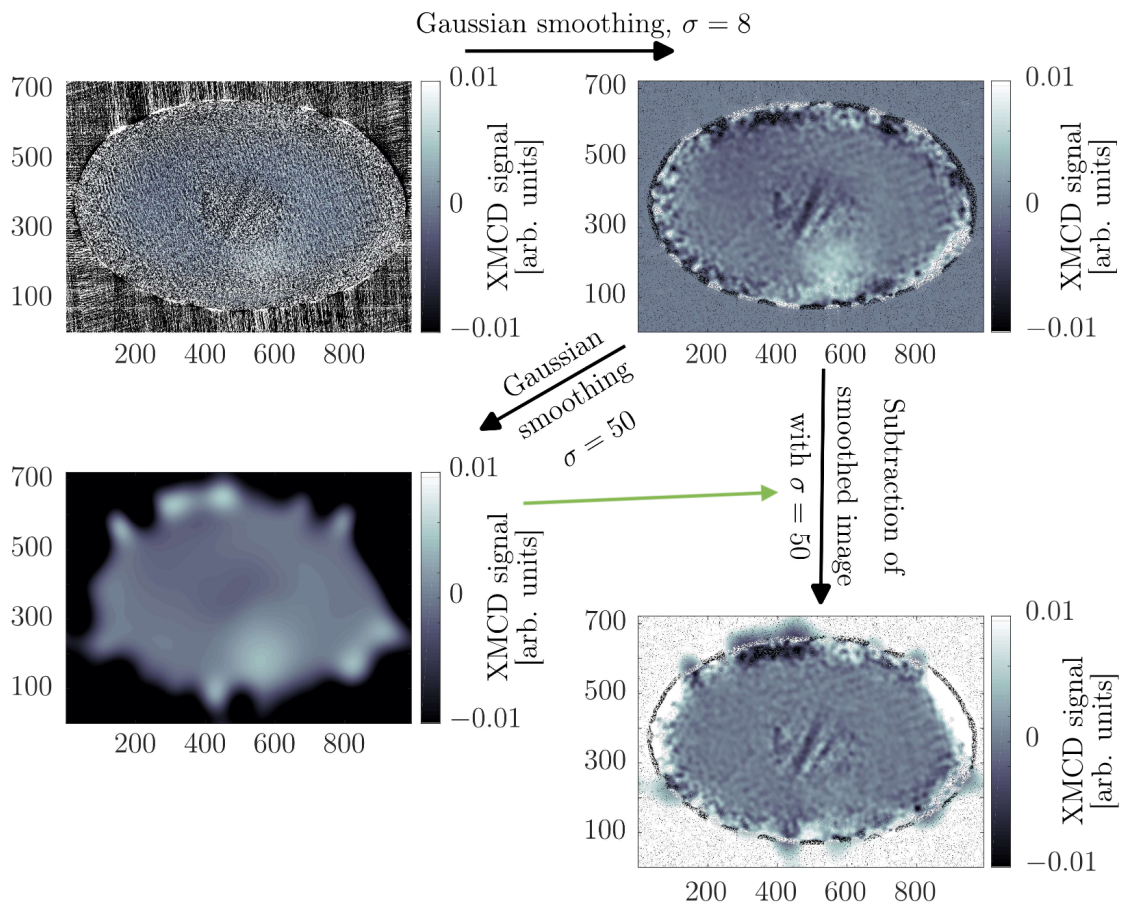 Gaussian smoothing, σ = 8
700
500
300
100
200 400 600 800
0.01
0
−0.01
XMCD signal
[arb. units]
700
500
300
100
200 400 600 800
0.01
0
−0.01
XMCD signal
[arb. units]
Gaussian
smoothing
σ = 50
Subtraction of
smoothed image
with σ = 50
700
500
300
100
200 400 600 800
0.01
0
−0.01
XMCD signal
[arb. units]
700
500
300
100
200 400 600 800
0.01
0
−0.01
XMCD signal
[arb. units]